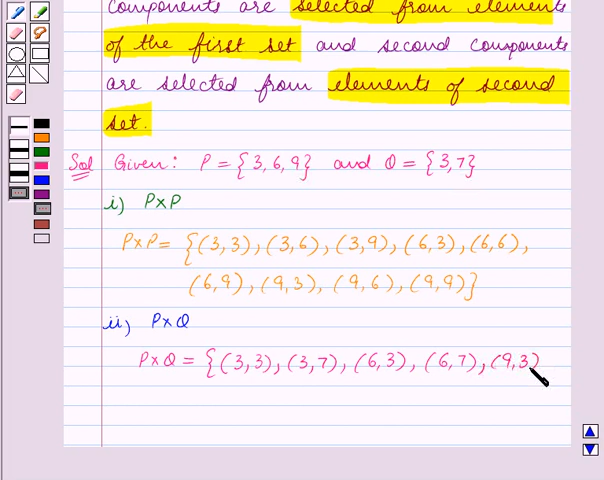 components are selected from elements
of the first set and second components
are selected from elements of second
set.
Sol Given: P = {3, 6, 9} and Q = {3, 7}
i) P×P
P×P = {(3, 3), (3, 6), (3, 9), (6, 3), (6, 6),
(6, 9), (9, 3), (9, 6), (9, 9)}
ii) P×Q
P×Q = {(3, 3), (3, 7), (6, 3), (6, 7), (9, 3)